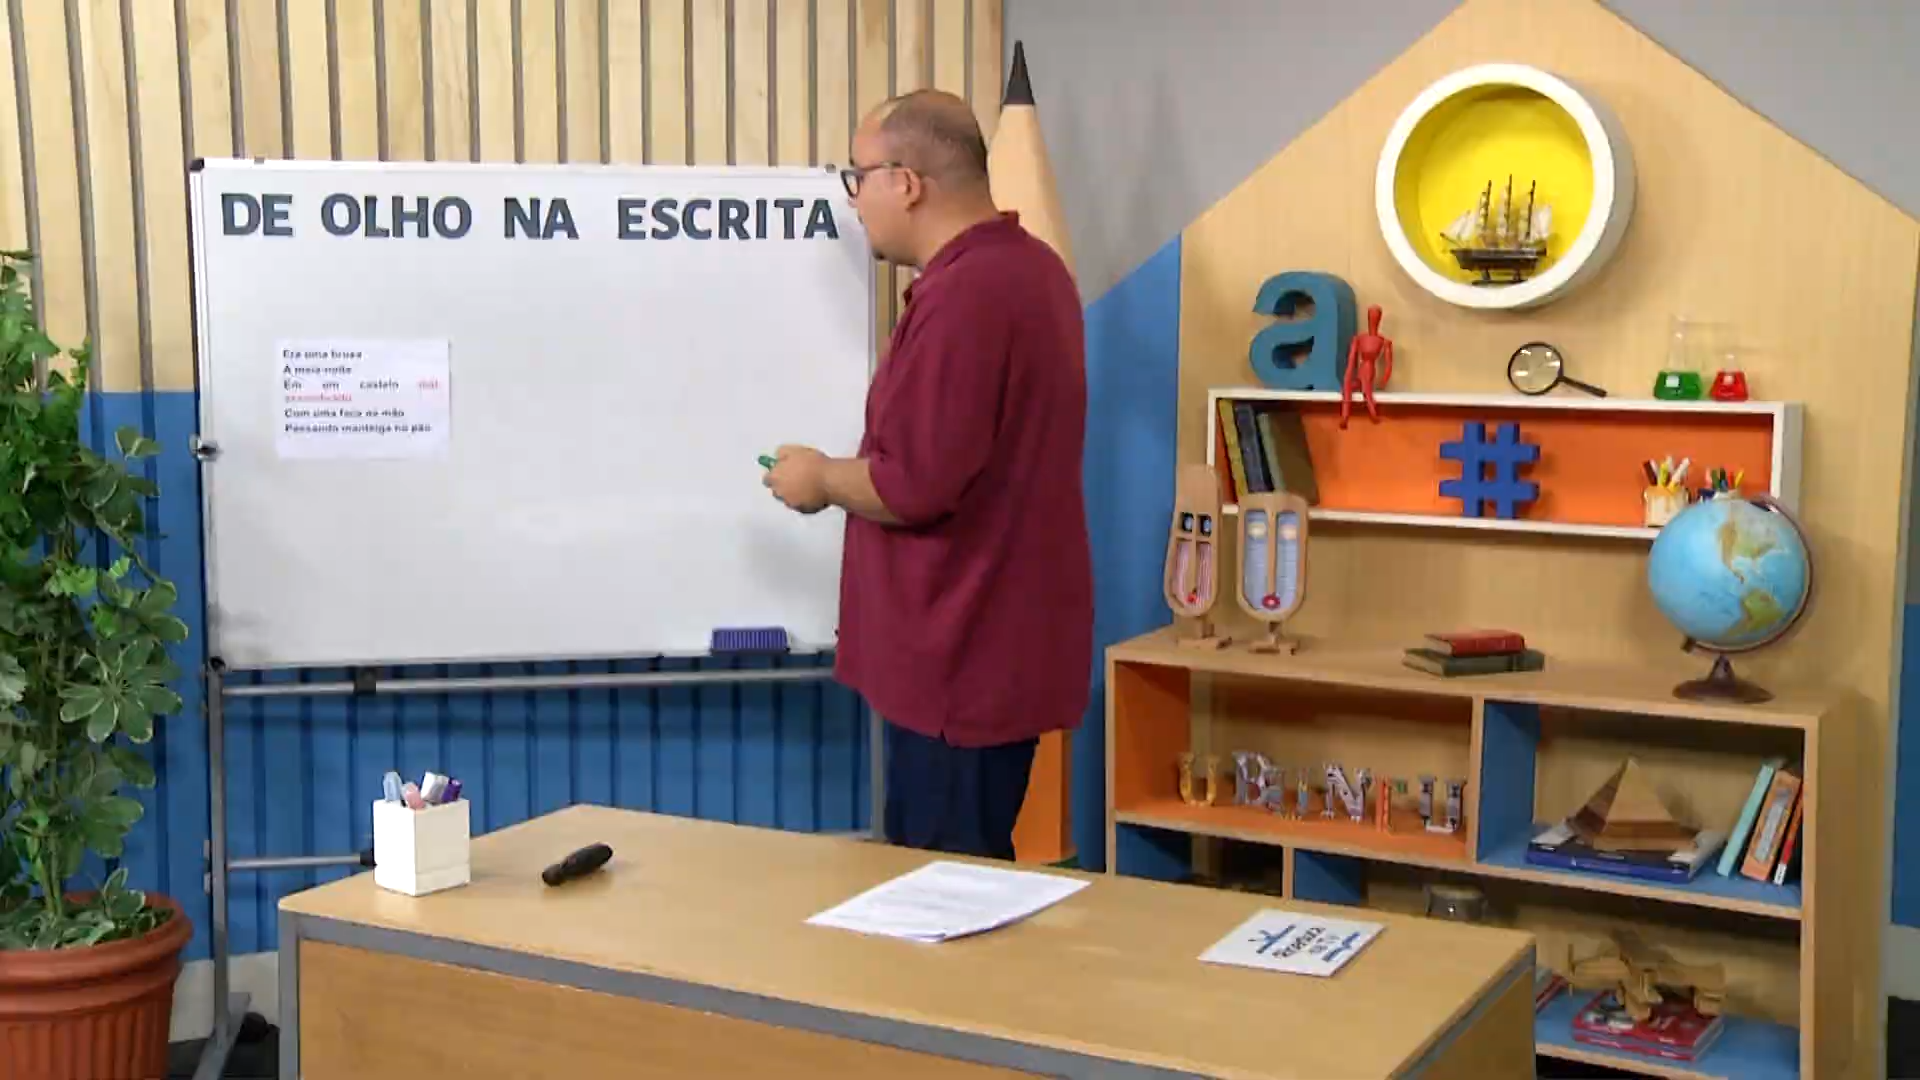 DE OLHO NA ESCRITA
Era uma bruxa
À meia-noite
Em um castelo mal
assombrado
Com uma faca na mão
Passando manteiga no pão
a
#